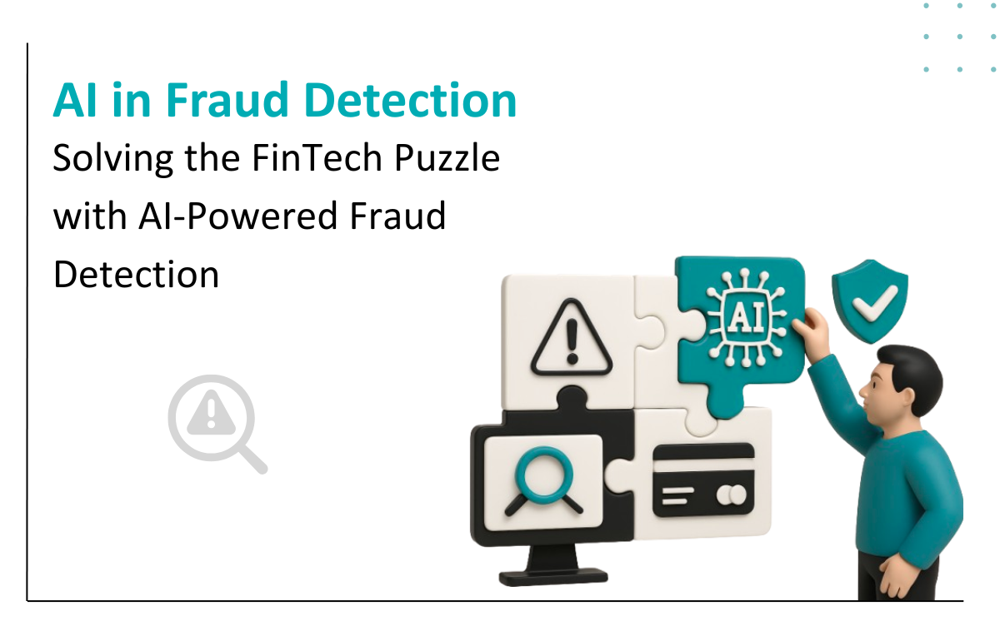 AI in Fraud Detection
Solving the FinTech Puzzle
with AI-Powered Fraud
Detection
AI